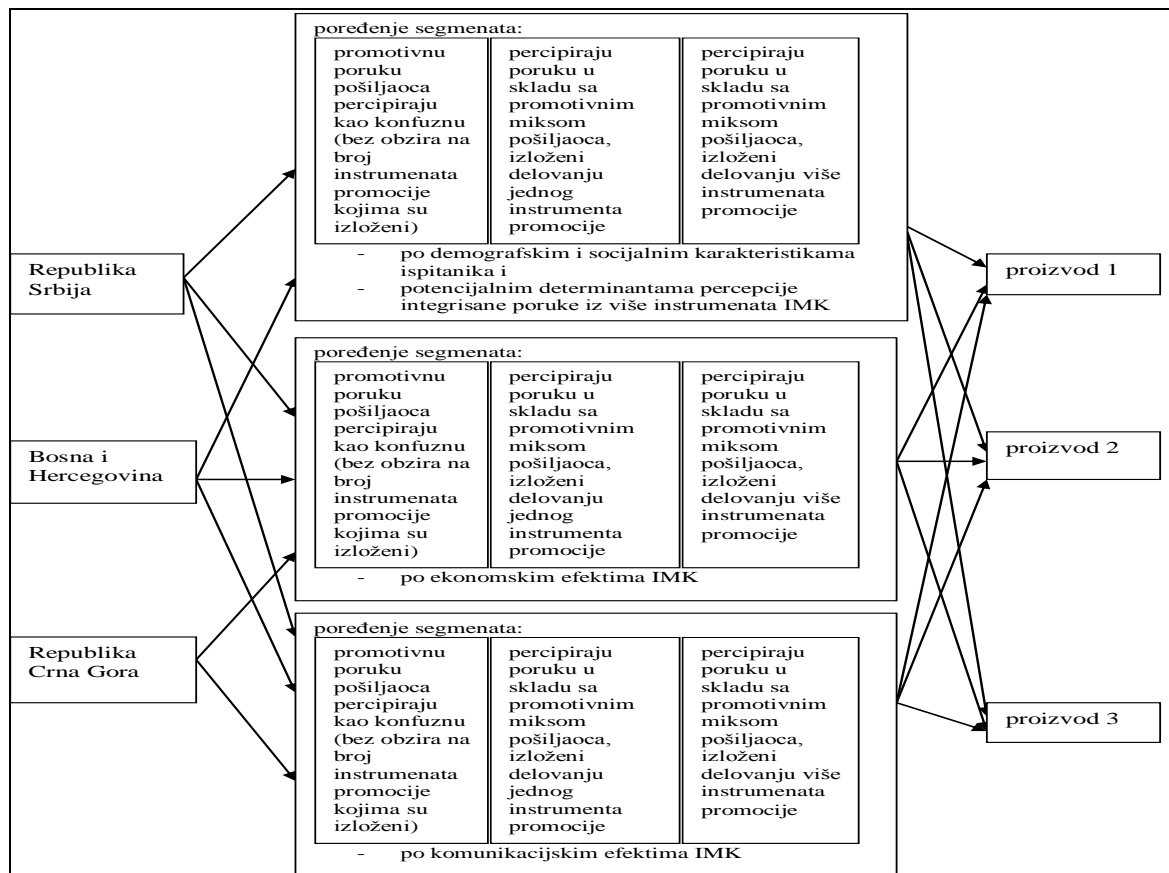 poređenje segmenata:
promotivnu
poruku
pošiljaoca
percipiraju
kao konfuznu
(bez obzira na
broj
instrumenata
promocije
kojima su
izloženi)
percipiraju
poruku u
skladu sa
promotivnim
miksom
pošiljaoca,
izloženi
delovanju
jednog
instrumenta
promocije
percipiraju
poruku u
skladu sa
promotivnim
miksom
pošiljaoca,
izloženi
delovanju više
instrumenata
promocije
- po demografskim i socijalnim karakteristikama
ispitanika i
- potencijalnim determinantama percepcije
integrisane poruke iz više instrumenata IMK
Republika
Srbija
proizvod 1
poređenje segmenata:
promotivnu
poruku
pošiljaoca
percipiraju
kao konfuznu
(bez obzira na
broj
instrumenata
promocije
kojima su
izloženi)
percipiraju
poruku u
skladu sa
promotivnim
miksom
pošiljaoca,
izloženi
delovanju
jednog
instrumenta
promocije
percipiraju
poruku u
skladu sa
promotivnim
miksom
pošiljaoca,
izloženi
delovanju više
instrumenata
promocije
- po ekonomskim efektima IMK
Bosna i
Hercegovina
proizvod 2
poređenje segmenata:
promotivnu
poruku
pošiljaoca
percipiraju
kao konfuznu
(bez obzira na
broj
instrumenata
promocije
kojima su
izloženi)
percipiraju
poruku u
skladu sa
promotivnim
miksom
pošiljaoca,
izloženi
delovanju
jednog
instrumenta
promocije
percipiraju
poruku u
skladu sa
promotivnim
miksom
pošiljaoca,
izloženi
delovanju više
instrumenata
promocije
- po komunikacijskim efektima IMK
Republika
Crna Gora
proizvod 3